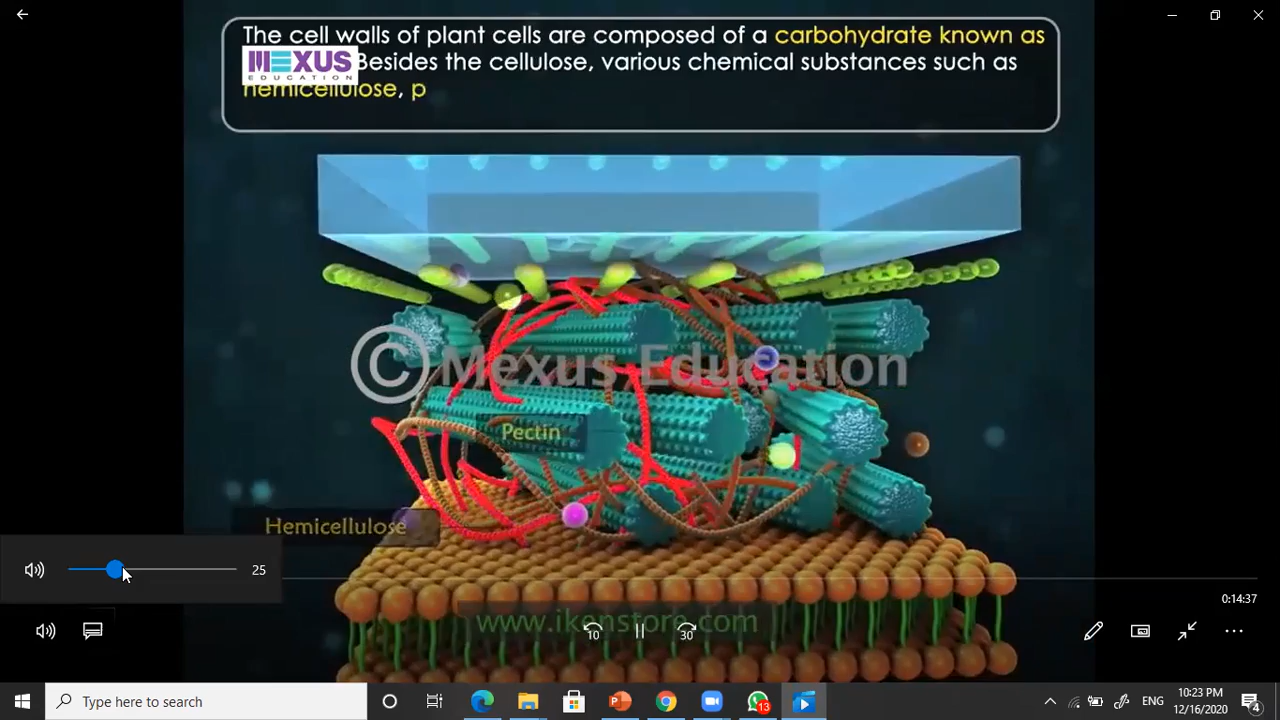 The cell walls of plant cells are composed of a carbohydrate known as
MEXUS
EDUCATION
Besides the cellulose, various chemical substances such as
hemicellulose, p
© Mexus Education
Pectin
Hemicellulose
25
0:14:37
www.ikenstore.com
10
30
Type here to search
13
ENG
10:23 PM
12/16/2020
4